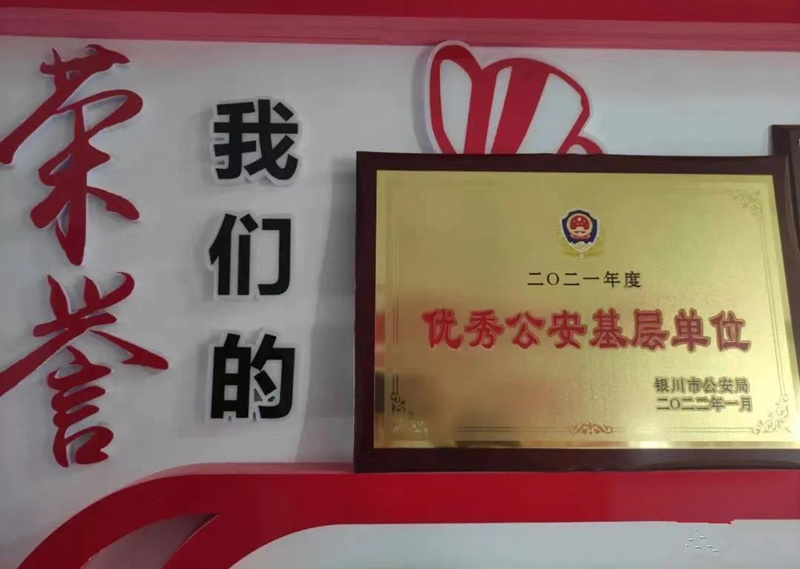 我们的
荣誉
二〇二一年度
优秀公安基层单位
银川市公安局
二〇二二年一月